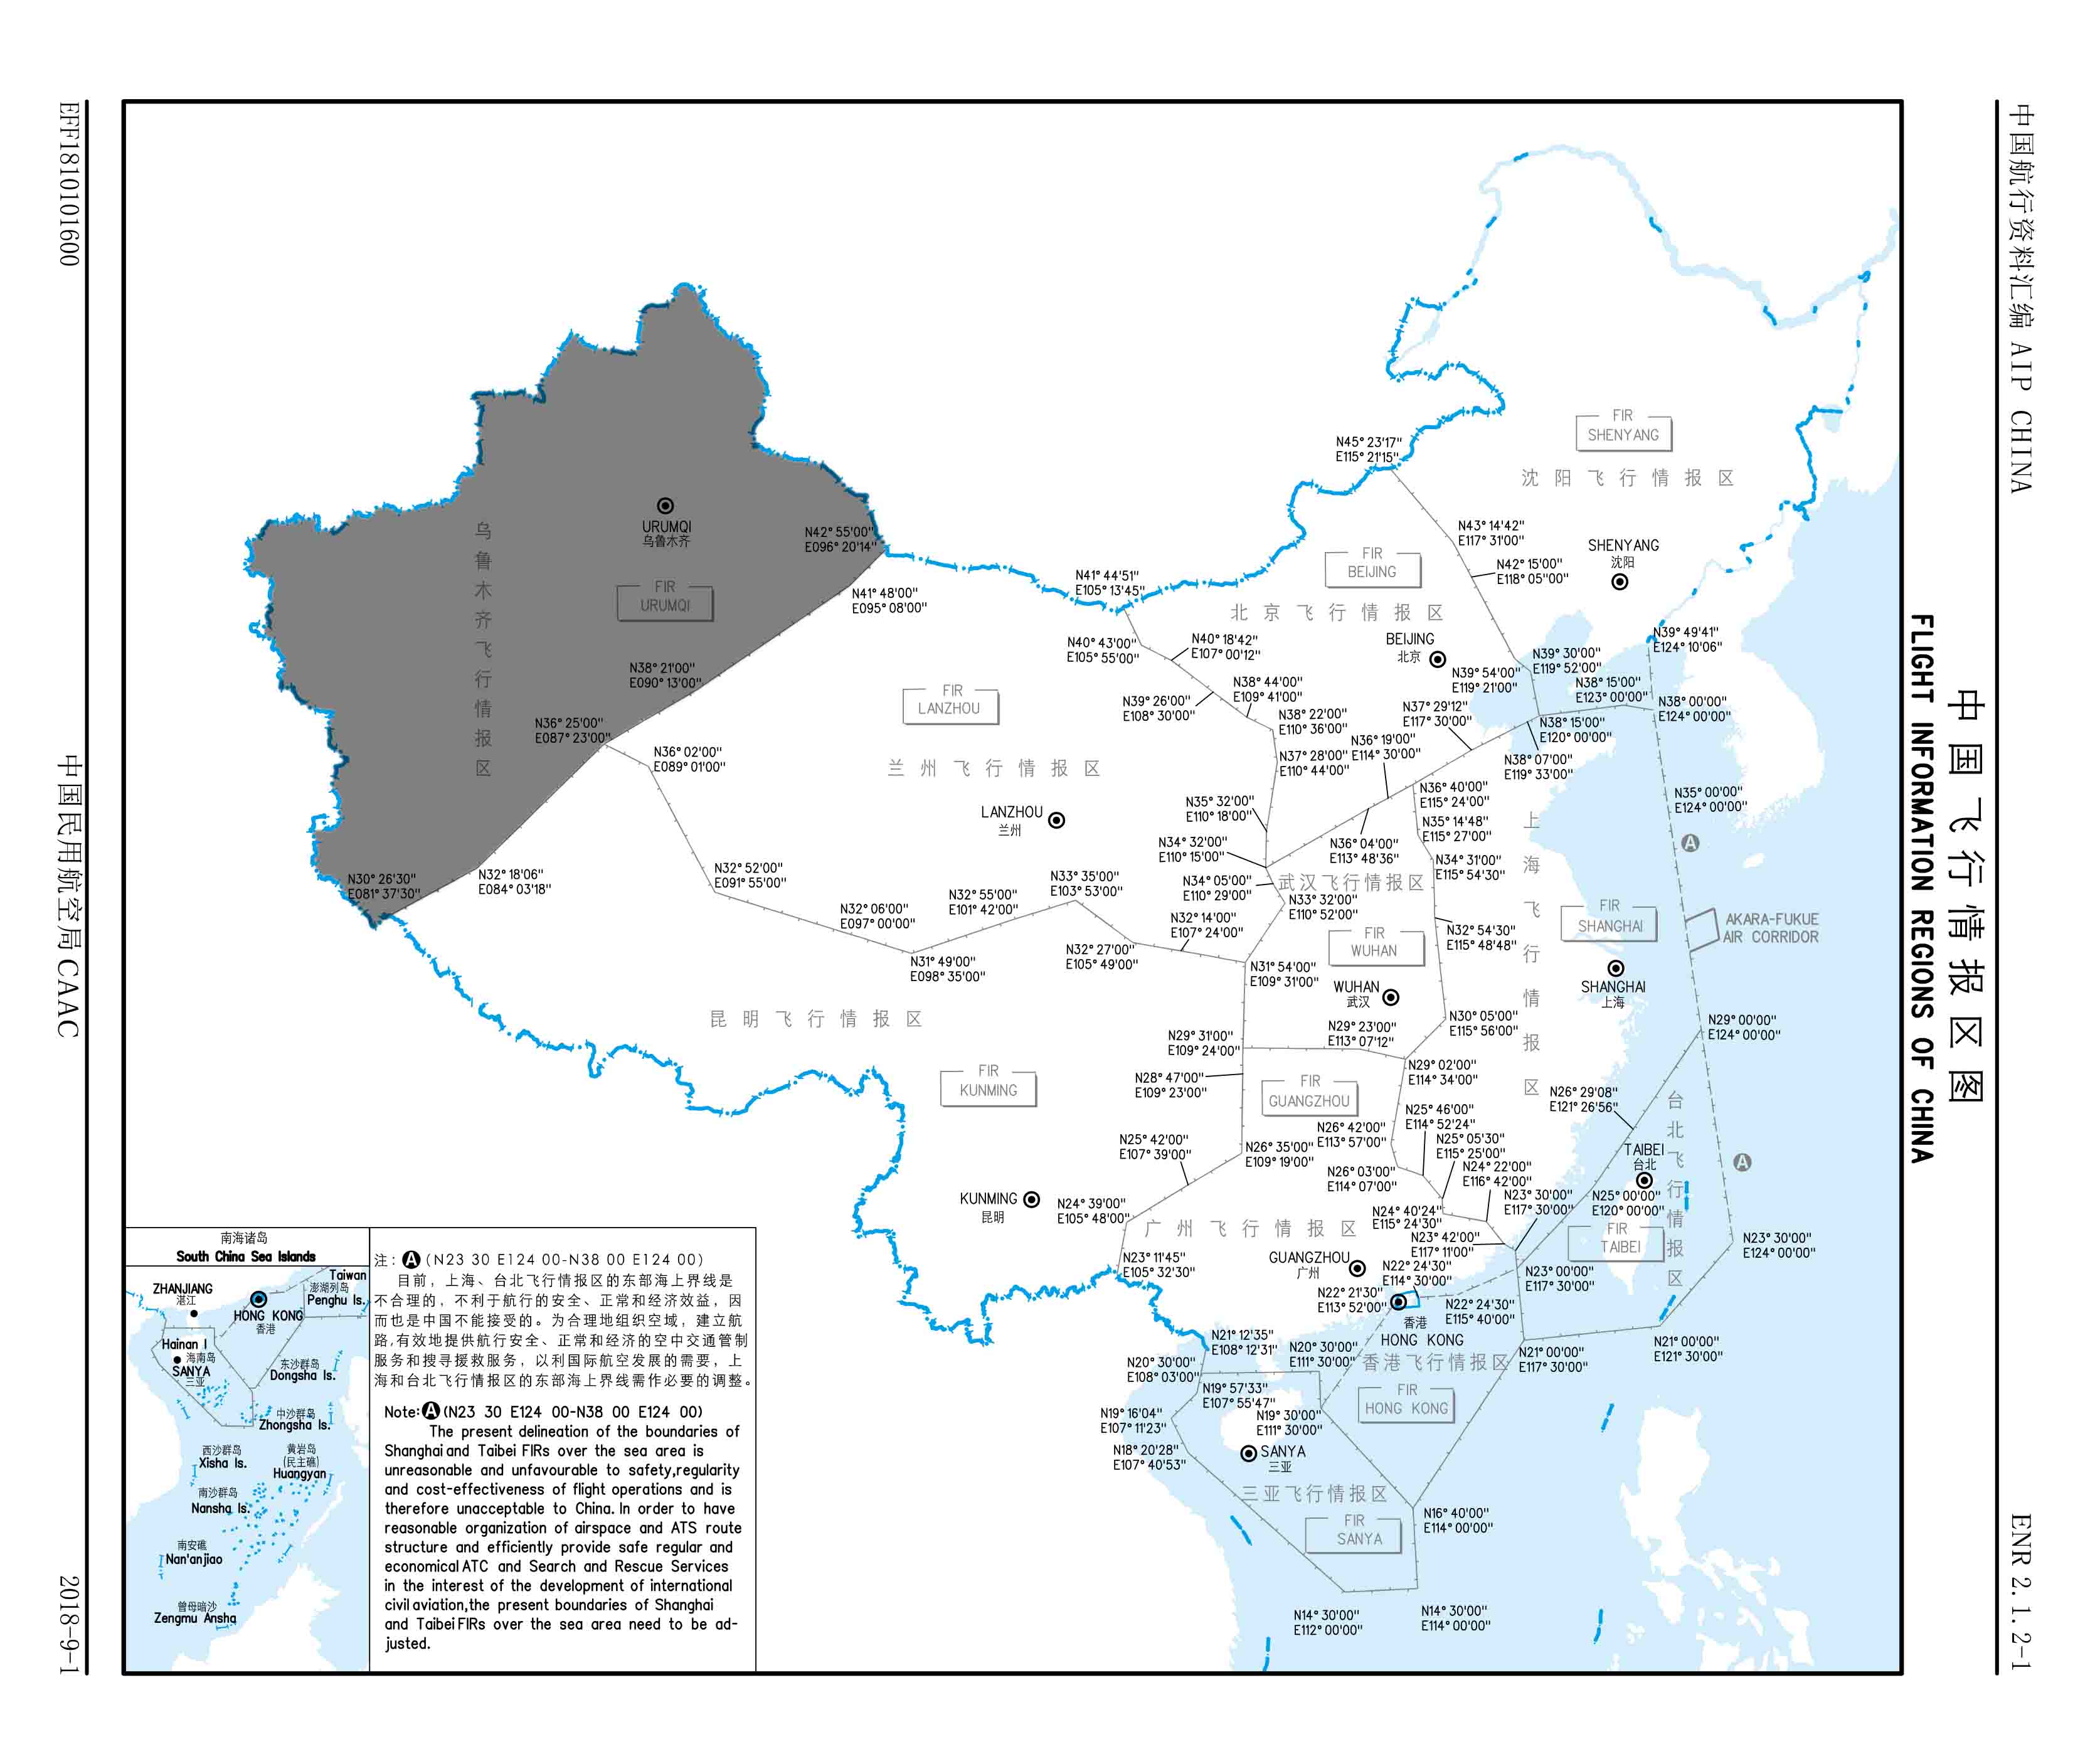 中国航行资料汇编 AIP CHINA
ENR 2.1.2-1
中国飞行情报区图
FLIGHT INFORMATION REGIONS OF CHINA
EFF1810101600
中国民用航空局CAAC
2018-9-1
FIR
SHENYANG
沈阳飞行情报区
N45° 23'17"
E115° 21'15"
N43° 14'42"
E117° 31'00"
SHENYANG
沈阳
N42° 15'00"
E118° 05'00"
乌鲁木齐飞行情报区
URUMQI
乌鲁木齐
N42° 55'00"
E096° 20'14"
FIR
URUMQI
N41° 48'00"
E095° 08'00"
N38° 21'00"
E090° 13'00"
N36° 25'00"
E087° 23'00"
N36° 02'00"
E089° 01'00"
N30° 26'30"
E081° 37'30"
N32° 18'06"
E084° 03'18"
FIR
BEIJING
北京飞行情报区
BEIJING
北京
N41° 44'51"
E105° 13'45"
N40° 43'00"
E105° 55'00"
N40° 18'42"
E107° 00'12"
N39° 26'00"
E108° 30'00"
N38° 44'00"
E109° 41'00"
N38° 22'00"
E110° 36'00"
N37° 28'00"
E110° 44'00"
N36° 19'00"
E114° 30'00"
N37° 29'12"
E117° 30'00"
N39° 54'00"
E119° 21'00"
N39° 30'00"
E119° 52'00"
N39° 49'41"
E124° 10'06"
N38° 15'00"
E123° 00'00"
N38° 00'00"
E124° 00'00"
N38° 15'00"
E120° 00'00"
N38° 07'00"
E119° 33'00"
N35° 00'00"
E124° 00'00"
A
FIR
LANZHOU
兰州飞行情报区
LANZHOU
兰州
N35° 32'00"
E110° 18'00"
N34° 32'00"
E110° 15'00"
N34° 05'00"
E110° 29'00"
N33° 32'00"
E110° 52'00"
N36° 40'00"
E115° 24'00"
N35° 14'48"
E115° 27'00"
N36° 04'00"
E113° 48'36"
N34° 31'00"
E115° 54'30"
武汉飞行情报区
FIR
WUHAN
WUHAN
武汉
N32° 54'30"
E115° 48'48"
上海飞行情报区
FIR
SHANGHAI
SHANGHAI
上海
AKARA-FUKUE
AIR CORRIDOR
N32° 52'00"
E091° 55'00"
N32° 06'00"
E097° 00'00"
N31° 49'00"
E098° 35'00"
N32° 55'00"
E101° 42'00"
N33° 35'00"
E103° 53'00"
N32° 27'00"
E105° 49'00"
N32° 14'00"
E107° 24'00"
N31° 54'00"
E109° 31'00"
N30° 05'00"
E115° 56'00"
N29° 23'00"
E113° 07'12"
N29° 31'00"
E109° 24'00"
N29° 02'00"
E114° 34'00"
N28° 47'00"
E109° 23'00"
N29° 00'00"
E124° 00'00"
昆明飞行情报区
FIR
KUNMING
KUNMING
昆明
FIR
GUANGZHOU
N26° 42'00"
E113° 57'00"
N25° 46'00"
E114° 52'24"
N25° 05'30"
E115° 25'00"
N24° 22'00"
E116° 42'00"
N26° 29'08"
E121° 26'56"
台北飞行情报区
TAIBEI
台北
A
N25° 42'00"
E107° 39'00"
N26° 35'00"
E109° 19'00"
N26° 03'00"
E114° 07'00"
N23° 30'00"
E117° 30'00"
N25° 00'00"
E120° 00'00"
FIR
TAIBEI
N24° 39'00"
E105° 48'00"
N24° 40'24"
E115° 24'30"
N23° 42'00"
E117° 11'00"
N23° 30'00"
E124° 00'00"
广州飞行情报区
GUANGZHOU
广州
N23° 11'45"
E105° 32'30"
N22° 24'30"
E114° 30'00"
N23° 00'00"
E117° 30'00"
N22° 21'30"
E113° 52'00"
N22° 24'30"
E115° 40'00"
香港
HONG KONG
N21° 00'00"
E117° 30'00"
N21° 00'00"
E121° 30'00"
N21° 12'35"
E108° 12'31"
N20° 30'00"
E111° 30'00"
香港飞行情报区
FIR
HONG KONG
N20° 30'00"
E108° 03'00"
N19° 57'33"
E107° 55'47"
N19° 30'00"
E111° 30'00"
N19° 16'04"
E107° 11'23"
N18° 20'28"
E107° 40'53"
SANYA
三亚
三亚飞行情报区
FIR
SANYA
N16° 40'00"
E114° 00'00"
N14° 30'00"
E112° 00'00"
N14° 30'00"
E114° 00'00"
南海诸岛
South China Sea Islands
ZHANJIANG
湛江
HONG KONG
香港
Taiwan
澎湖列岛
Penghu Is.
Hainan I
海南岛
SANYA
三亚
东沙群岛
Dongsha Is.
中沙群岛
Zhongsha Is.
西沙群岛
Xisha Is.
黄岩岛
(民主礁)
Huangyan
南沙群岛
Nansha Is.
南安礁
Nan'anjiao
曾母暗沙
Zengmu Ansha
注: A (N23 30 E124 00-N38 00 E124 00)
目前，上海、台北飞行情报区的东部海上界线是
不合理的，不利于航行的安全、正常和经济效益，因
而也是中国不能接受的。为合理地组织空域，建立航
路,有效地提供航行安全、正常和经济的空中交通管制
服务和搜寻援救服务，以利国际航空发展的需要，上
海和台北飞行情报区的东部海上界线需作必要的调整。
Note: A (N23 30 E124 00-N38 00 E124 00)
The present delineation of the boundaries of
Shanghai and Taibei FIRs over the sea area is
unreasonable and unfavourable to safety,regularity
and cost-effectiveness of flight operations and is
therefore unacceptable to China. In order to have
reasonable organization of airspace and ATS route
structure and efficiently provide safe regular and
economical ATC and Search and Rescue Services
in the interest of the development of international
civil aviation,the present boundaries of Shanghai
and Taibei FIRs over the sea area need to be ad-
justed.